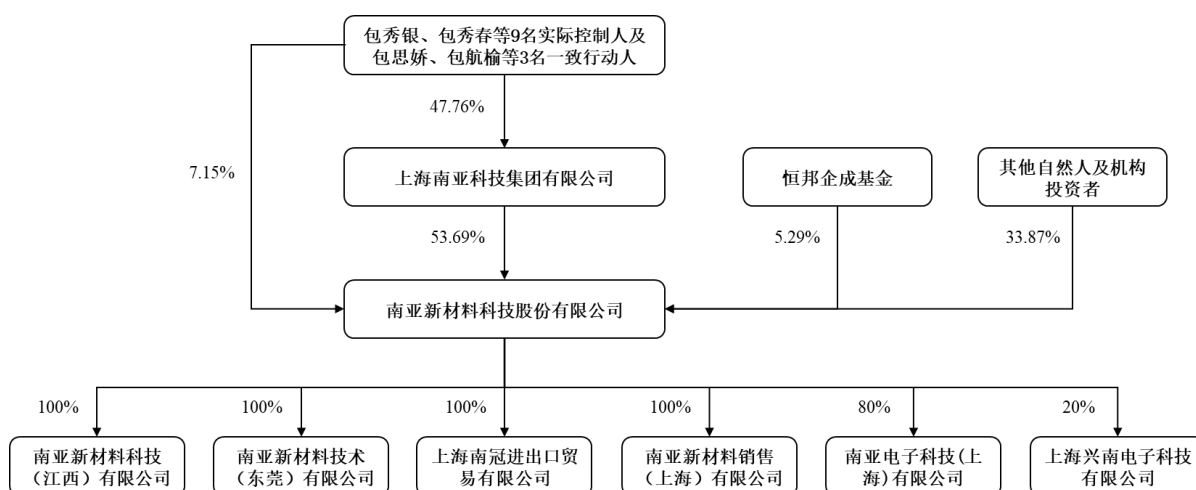 包秀银、包秀春等9名实际控制人及
包思娇、包航榆等3名一致行动人
47.76%
7.15%
上海南亚科技集团有限公司
恒邦企成基金
其他自然人及机构
投资者
53.69%
5.29%
33.87%
南亚新材料科技股份有限公司
100%
100%
100%
100%
80%
20%
南亚新材料科技
（江西）有限公司
南亚新材料技术
（东莞）有限公司
上海南冠进出口贸
易有限公司
南亚新材料销售
（上海）有限公司
南亚电子科技(上
海)有限公司
上海兴南电子科技
有限公司